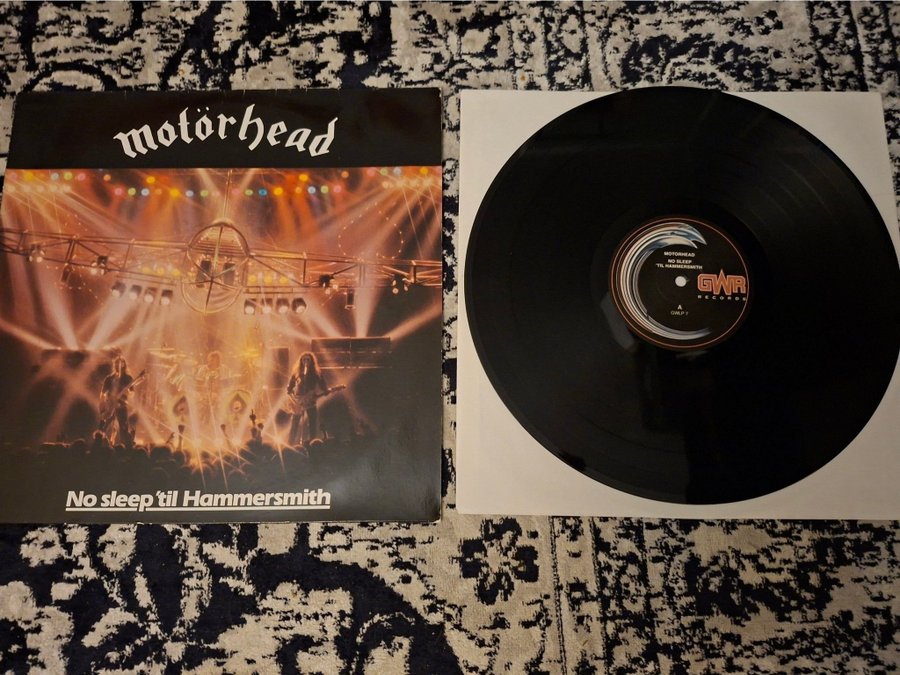 motörhead
No sleep 'til Hammersmith
MOTORHEAD
NO SLEEP
'TIL HAMMERSMITH
GWR
RECORDS
A
GWLP 7